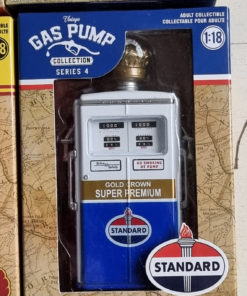 Vintage
GAS PUMP
COLLECTION
SERIES 4
ADULT COLLECTIBLE
COLLECTABLE POUR ADULTES
1:18
NO SMOKING
AT PUMP
GOLD CROWN
SUPER PREMIUM
STANDARD
STANDARD